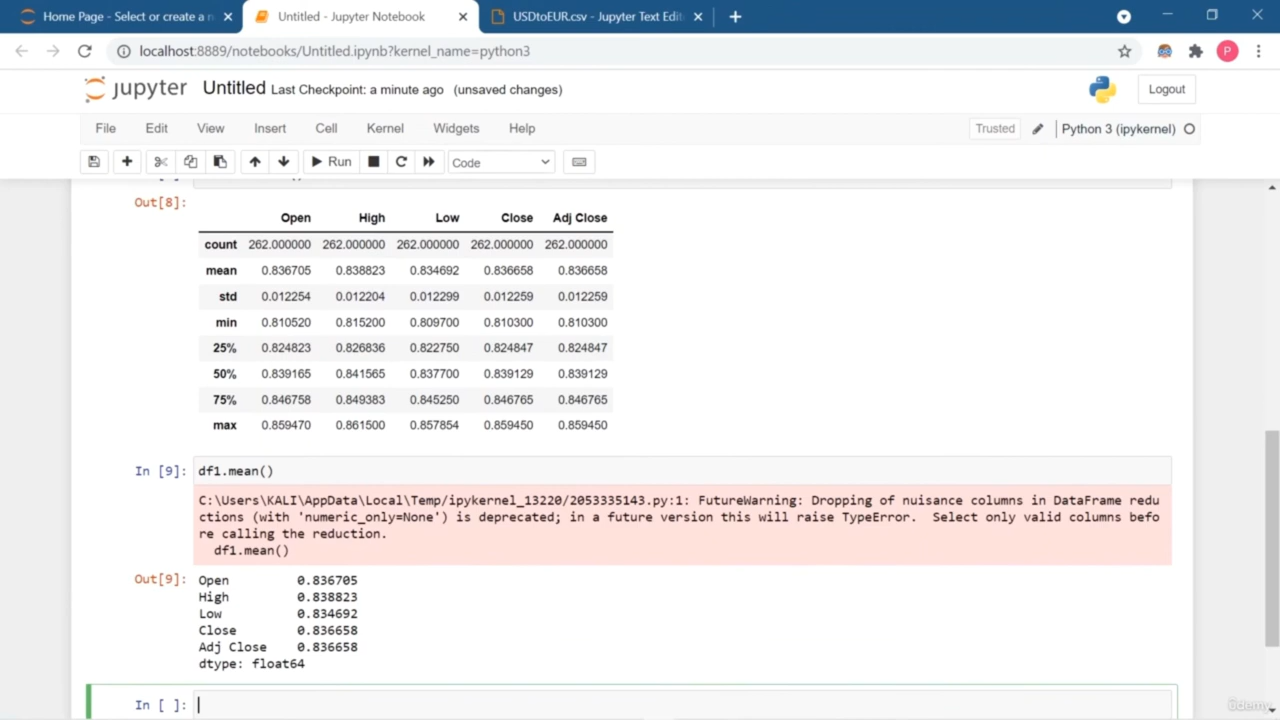 Home Page - Select or create a n
Untitled - Jupyter Notebook
USDtoEUR.csv - Jupyter Text Edit
localhost:8889/notebooks/Untitled.ipynb?kernel_name=python3
P
jupyter Untitled Last Checkpoint: a minute ago (unsaved changes)
Logout
File Edit View Insert Cell Kernel Widgets Help
Trusted Python 3 (ipykernel)
Run Code
Out[8]:
Open High Low Close Adj Close
count 262.000000 262.000000 262.000000 262.000000 262.000000
mean 0.836705 0.838823 0.834692 0.836658 0.836658
std 0.012254 0.012204 0.012299 0.012259 0.012259
min 0.810520 0.815200 0.809700 0.810300 0.810300
25% 0.824823 0.826836 0.822750 0.824847 0.824847
50% 0.839165 0.841565 0.837700 0.839129 0.839129
75% 0.846758 0.849383 0.845250 0.846765 0.846765
max 0.859470 0.861500 0.857854 0.859450 0.859450
In [9]: df1.mean()
C:\Users\KALI\AppData\Local\Temp/ipykernel_13220/2053335143.py:1: FutureWarning: Dropping of nuisance columns in DataFrame redu
ctions (with 'numeric_only=None') is deprecated; in a future version this will raise TypeError.  Select only valid columns befo
re calling the reduction.
df1.mean()
Out[9]: Open 0.836705
High 0.838823
Low 0.834692
Close 0.836658
Adj Close 0.836658
dtype: float64
In [ ]:
ûdemy